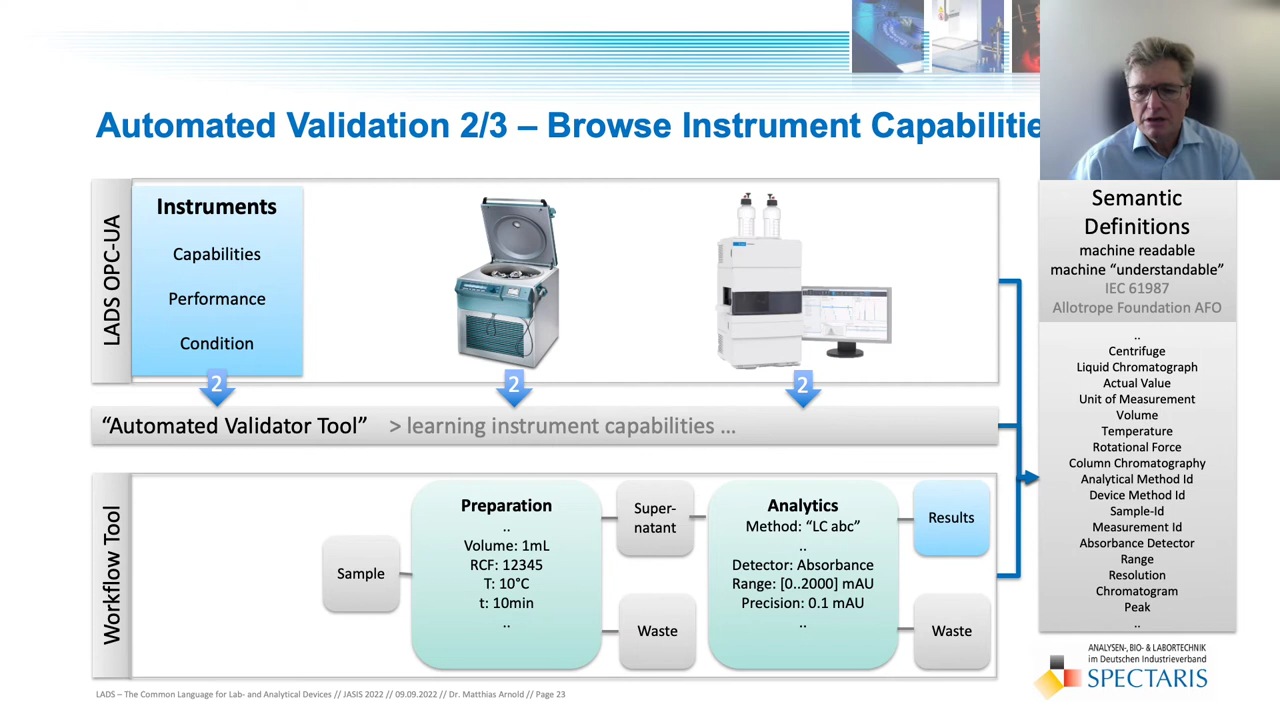 Automated Validation 2/3 – Browse Instrument Capabilitie
LADS OPC-UA
Instruments
Capabilities
Performance
Condition
2
2
2
"Automated Validator Tool" > learning instrument capabilities ...
Workflow Tool
Sample
Preparation
..
Volume: 1mL
RCF: 12345
T: 10°C
t: 10min
..
Super-
natant
Waste
Analytics
Method: "LC abc"
..
Detector: Absorbance
Range: [0..2000] mAU
Precision: 0.1 mAU
..
Results
Waste
Semantic
Definitions
machine readable
machine "understandable"
IEC 61987
Allotrope Foundation AFO
..
Centrifuge
Liquid Chromatograph
Actual Value
Unit of Measurement
Volume
Temperature
Rotational Force
Column Chromatography
Analytical Method Id
Device Method Id
Sample-Id
Measurement Id
Absorbance Detector
Range
Resolution
Chromatogram
Peak
..
LADS – The Common Language for Lab- and Analytical Devices // JASIS 2022 // 09.09.2022 // Dr. Matthias Arnold // Page 23
ANALYSEN-, BIO- & LABORTECHNIK
im Deutschen Industrieverband
SPECTARIS